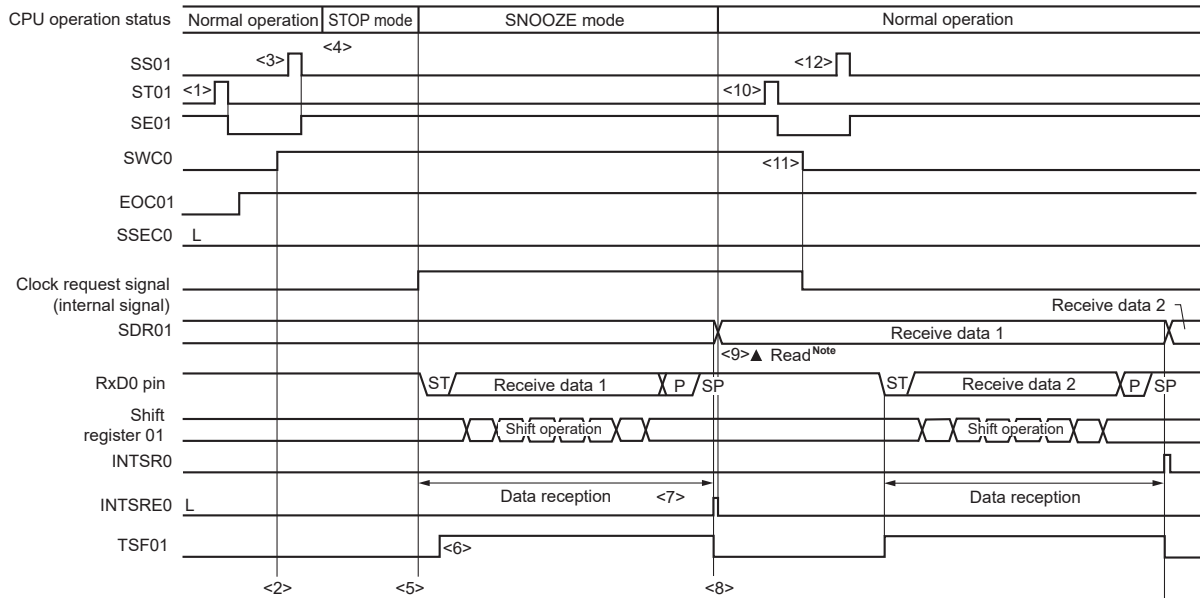 CPU operation status Normal operation STOP mode SNOOZE mode Normal operation
<4>
SS01 <3> <12>
ST01 <1> <10>
SE01
SWC0 <11>
EOC01
SSEC0 L
Clock request signal
(internal signal)
Receive data 2
SDR01 Receive data 1
<9>▲ Read Note
RxD0 pin ST Receive data 1 P SP ST Receive data 2 P SP
Shift
register 01 Shift operation Shift operation
INTSR0
Data reception <7> Data reception
INTSRE0 L
TSF01 <6>
<2> <5> <8>